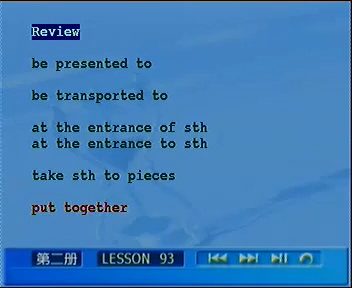 Review
be presented to
be transported to
at the entrance of sth
at the entrance to sth
take sth to pieces
put together
第二册 LESSON 93